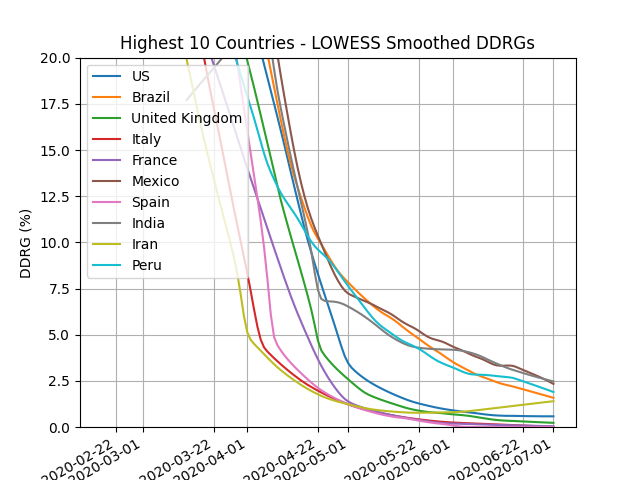 Highest 10 Countries - LOWESS Smoothed DDRGs
20.0
17.5
15.0
12.5
10.0
7.5
5.0
2.5
0.0
DDRG (%)
US
Brazil
United Kingdom
Italy
France
Mexico
Spain
India
Iran
Peru
2020-02-22
2020-03-01
2020-03-22
2020-04-01
2020-04-22
2020-05-01
2020-05-22
2020-06-01
2020-06-22
2020-07-01